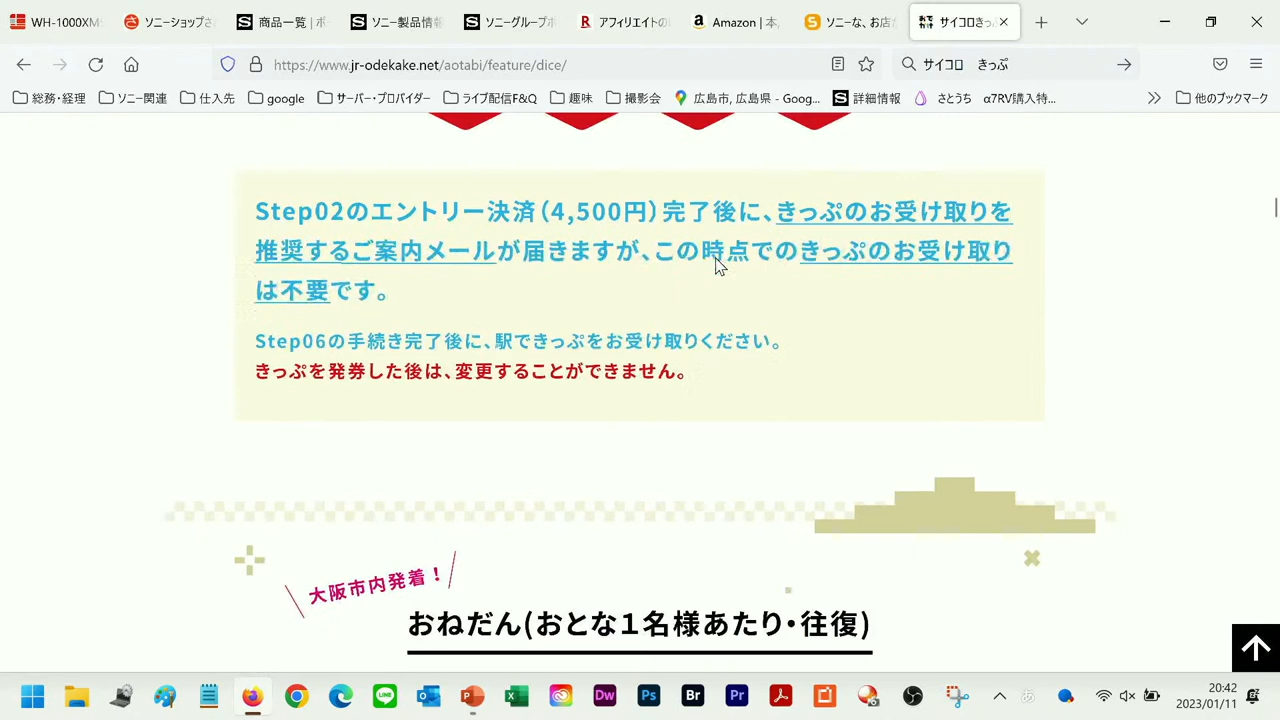 WH-1000XM
ソニーショップさ
商品一覧 | ボ
ソニー製品情報
ソニーグループポ
アフィリエイトの
Amazon | 本,
ソニーな、お店が
サイコロきっ
https://www.jr-odekake.net/aotabi/feature/dice/
サイコロ きっぷ
総務・経理
ソニー関連
仕入先
google
サーバー・プロバイダー
ライブ配信F&Q
趣味
撮影会
広島市, 広島県 - Goog...
詳細情報
さとうち α7RV購入特...
他のブックマーク
Step02のエントリー決済(4,500円)完了後に、きっぷのお受け取りを
推奨するご案内メールが届きますが、この時点でのきっぷのお受け取り
は不要です。
Step06の手続き完了後に、駅できっぷをお受け取りください。
きっぷを発券した後は、変更することができません。
大阪市内発着!
おねだん(おとな1名様あたり・往復)
20:42
2023/01/11